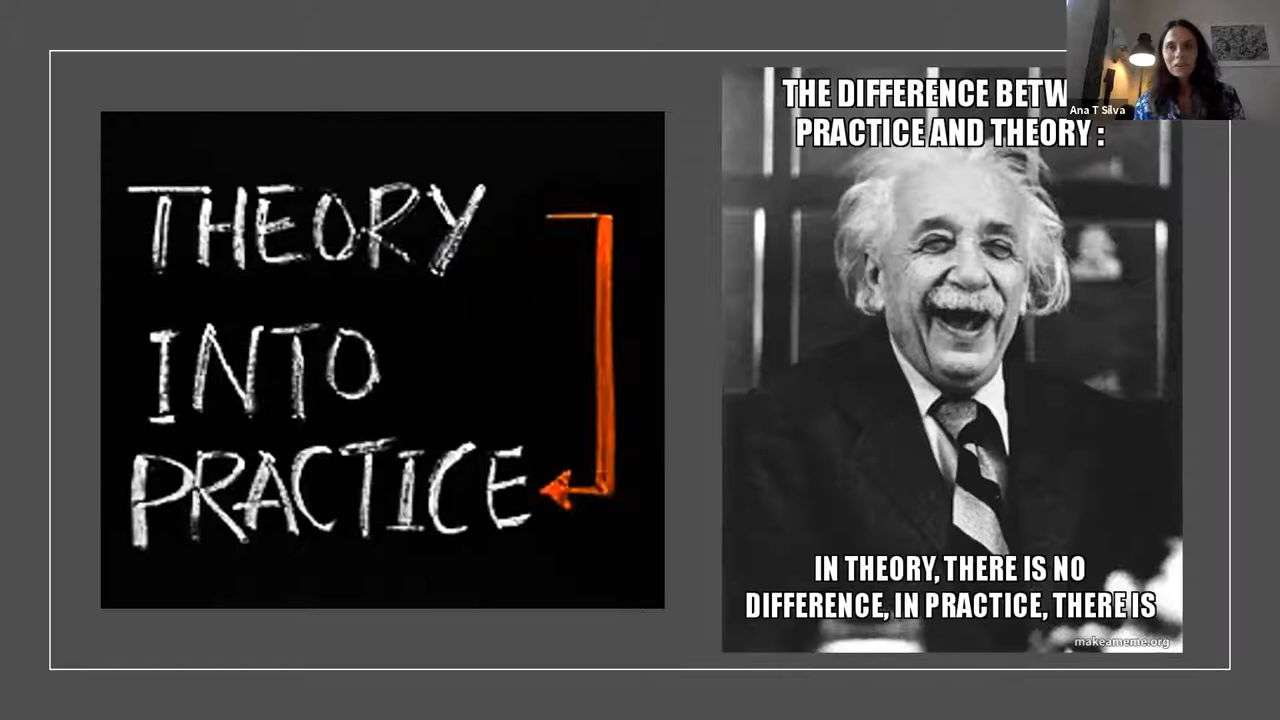 THEORY
INTO
PRACTICE
THE DIFFERENCE BETW
PRACTICE AND THEORY :
IN THEORY, THERE IS NO
DIFFERENCE, IN PRACTICE, THERE IS
makeameme.org
Ana T Silva